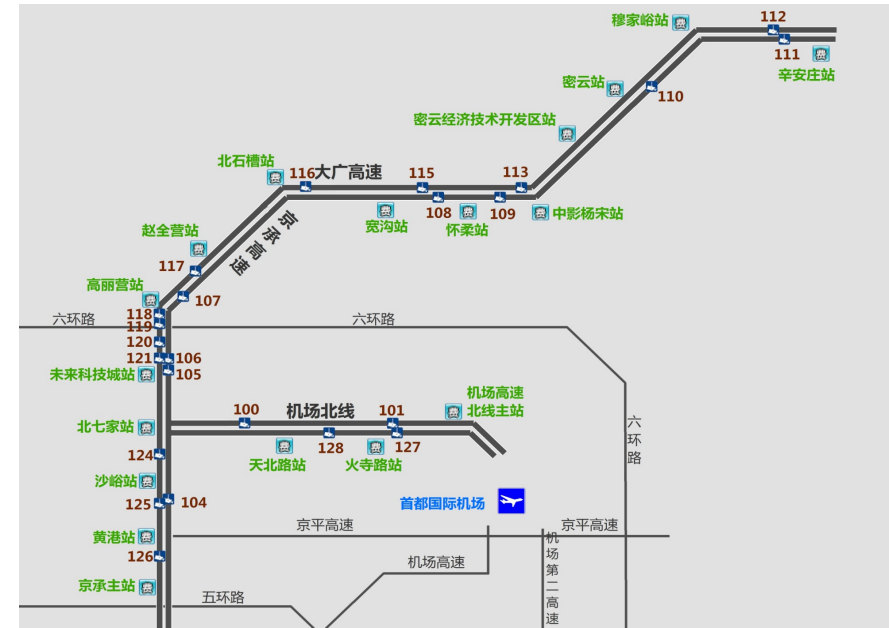 112
穆家峪站
111
辛安庄站
密云站
110
密云经济技术开发区站
北石槽站
116
大广高速
115
113
108
109
宽沟站
怀柔站
中影杨宋站
京承高速
赵全营站
117
107
高丽营站
118
119
六环路
六环路
120
121
106
105
未来科技城站
机场高速
北线主站
100
机场北线
101
北七家站
128
127
124
天北路站
火寺路站
六环路
沙峪站
125
104
首都国际机场
京平高速
京平高速
黄港站
机场第二高速
126
机场高速
京承主站
五环路